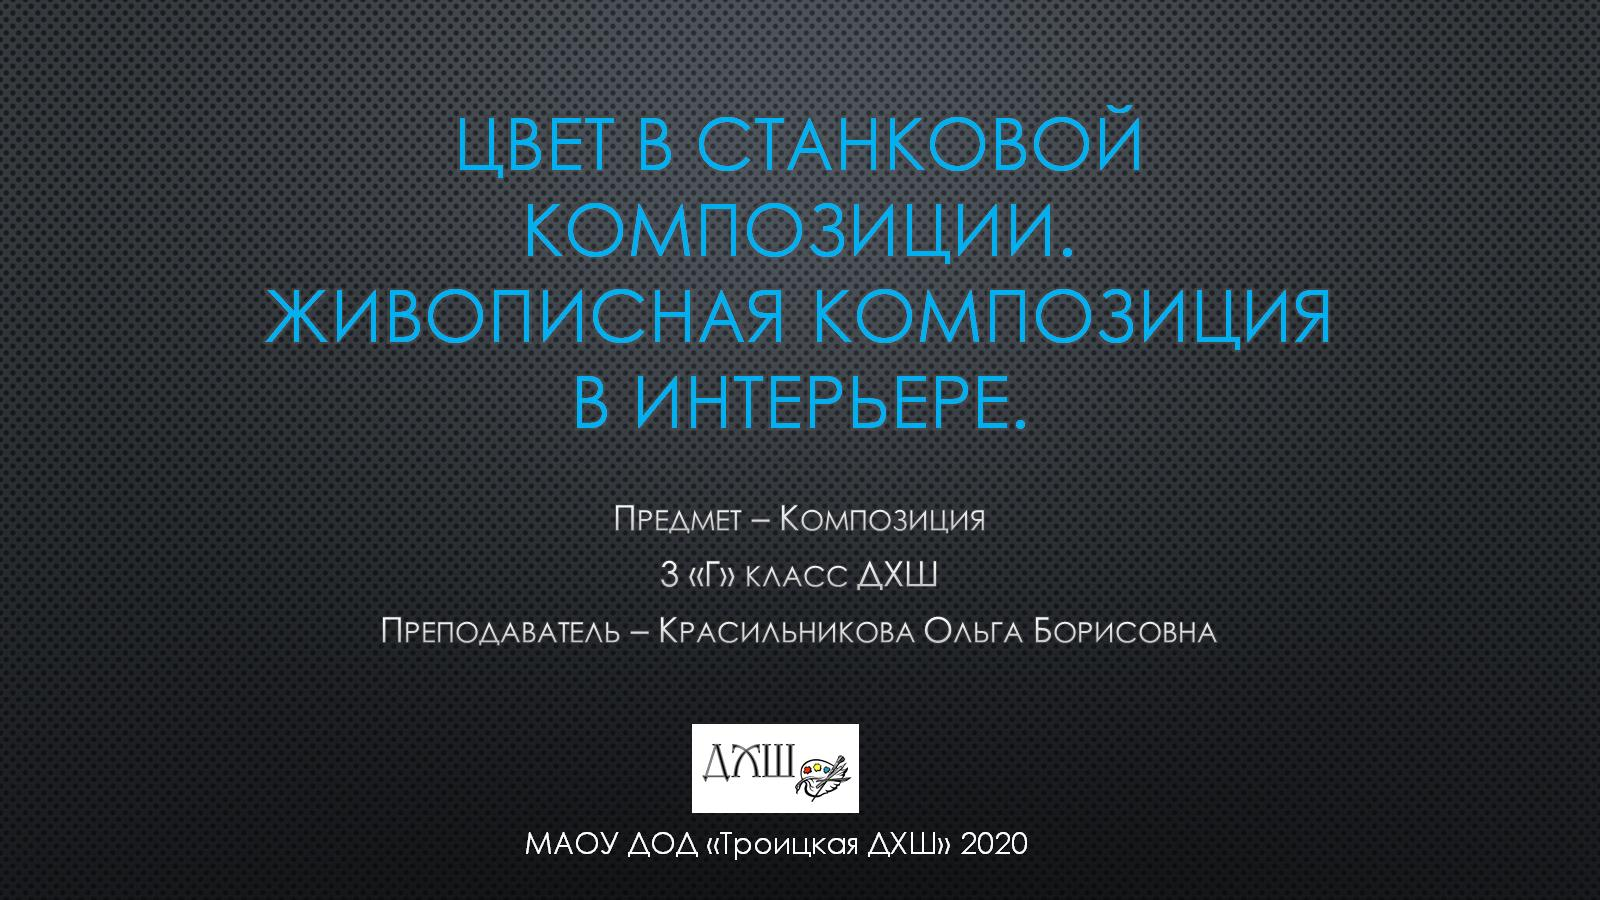 ЦВЕТ В СТАНКОВОЙ
КОМПОЗИЦИИ.
ЖИВОПИСНАЯ КОМПОЗИЦИЯ
В ИНТЕРЬЕРЕ.
ПРЕДМЕТ – КОМПОЗИЦИЯ
3 «Г» КЛАСС ДХШ
ПРЕПОДАВАТЕЛЬ – КРАСИЛЬНИКОВА ОЛЬГА БОРИСОВНА
ДХШ
МАОУ ДОД «Троицкая ДХШ» 2020